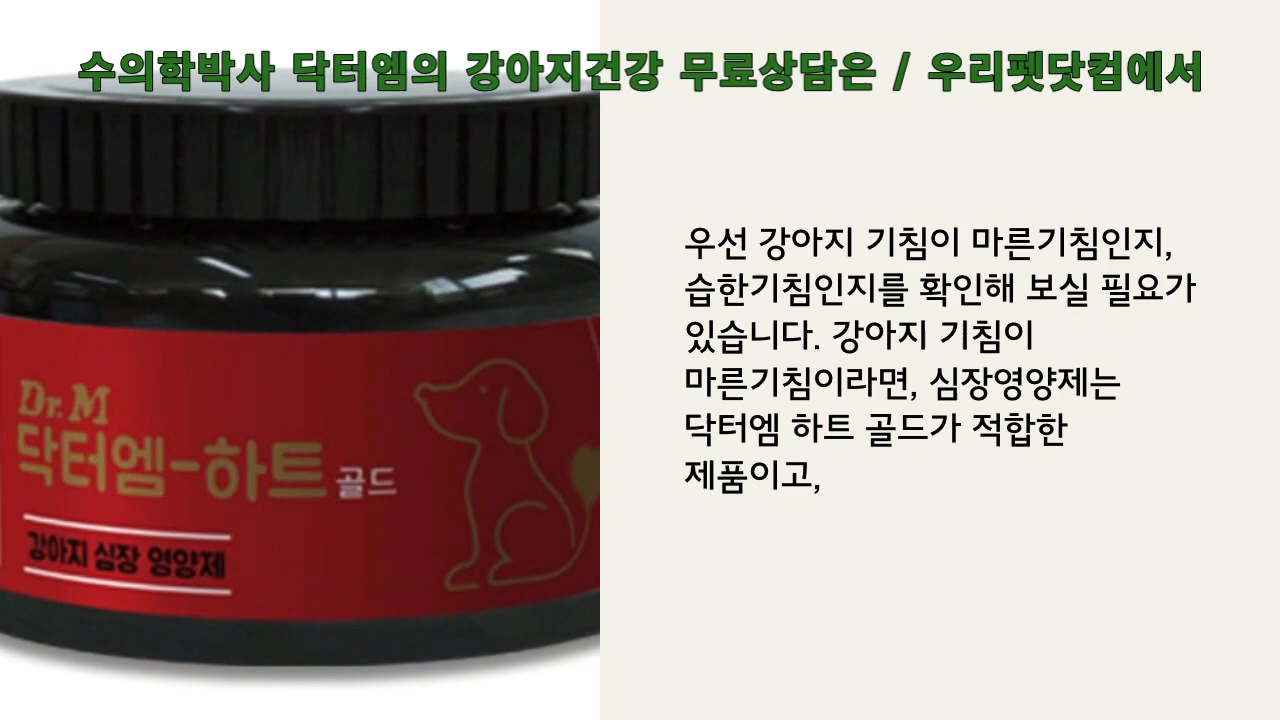 수의학박사 닥터엠의 강아지건강 무료상담은 / 우리펫닷컴에서
Dr. M
닥터엠-하트 골드
강아지 심장 영양제
우선 강아지 기침이 마른기침인지,
습한기침인지를 확인해 보실 필요가
있습니다. 강아지 기침이
마른기침이라면, 심장영양제는
닥터엠 하트 골드가 적합한
제품이고,